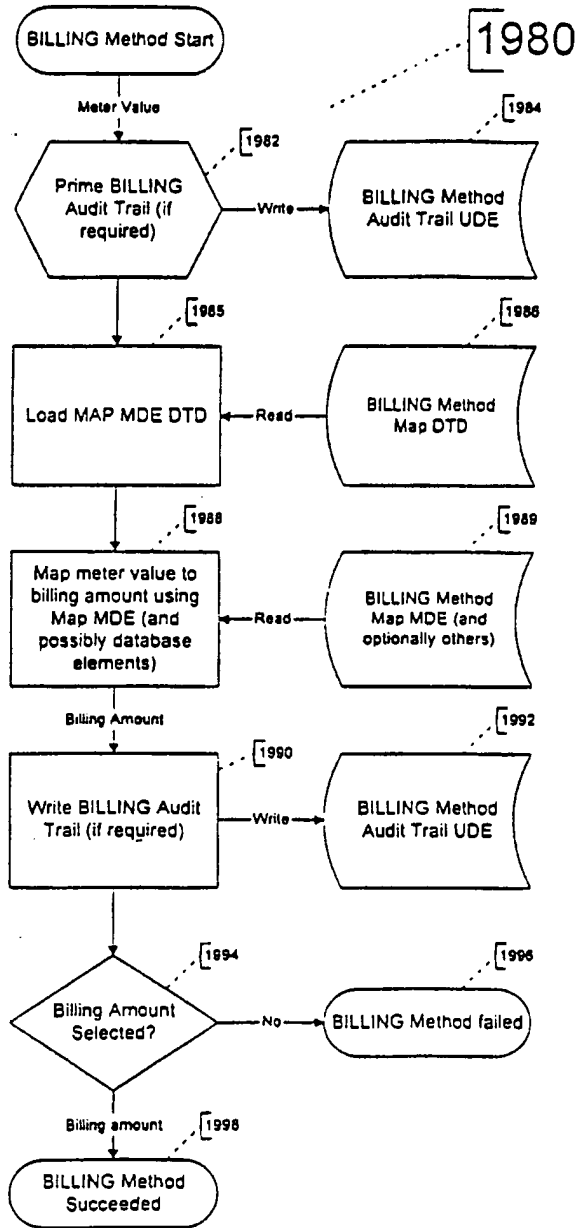 BILLING Method Start
1980
Meter Value
1982
1984
Prime BILLING
Audit Trail (if
required)
Write
BILLING Method
Audit Trail UDE
1985
1986
Load MAP MDE DTD
Read
BILLING Method
Map DTD
1988
1989
Map meter value to
billing amount using
Map MDE (and
possibly database
elements)
Read
BILLING Method
Map MDE (and
optionally others)
Billing Amount
1990
1992
Write BILLING Audit
Trail (if required)
Write
BILLING Method
Audit Trail UDE
1994
1996
Billing Amount
Selected?
No
BILLING Method failed
Billing amount
1998
BILLING Method
Succeeded